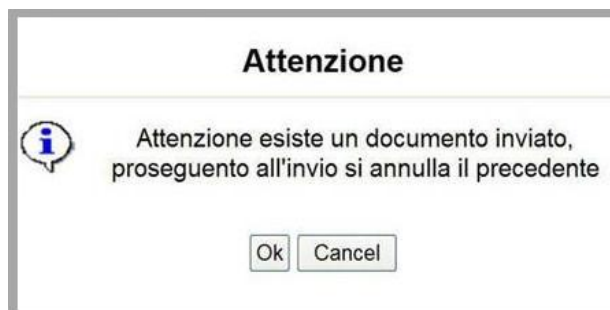 Attenzione
Attenzione esiste un documento inviato,
proseguento all'invio si annulla il precedente
Ok Cancel